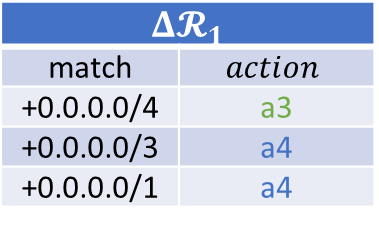 Δℛ₁
match action
+0.0.0.0/4 a3
+0.0.0.0/3 a4
+0.0.0.0/1 a4